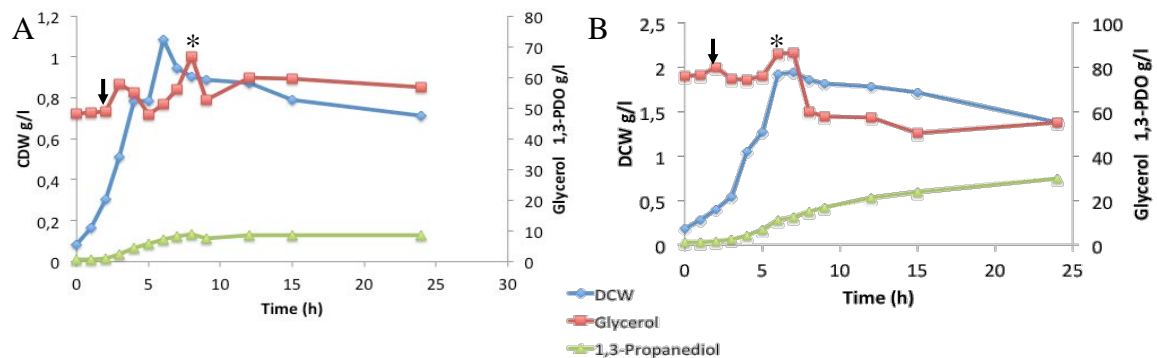 A
CDW g/l
1,2
1
0,8
0,6
0,4
0,2
0
80
70
60
50
40
30
20
10
0
Glycerol 1,3-PDO g/l
*
0 5 10 15 20 25 30
Time (h)
B
DCW g/l
2,5
2
1,5
1
0,5
0
100
80
60
40
20
0
Glycerol 1,3-PDO g/l
*
0 5 10 15 20 25
Time (h)
DCW
Glycerol
1,3-Propanediol